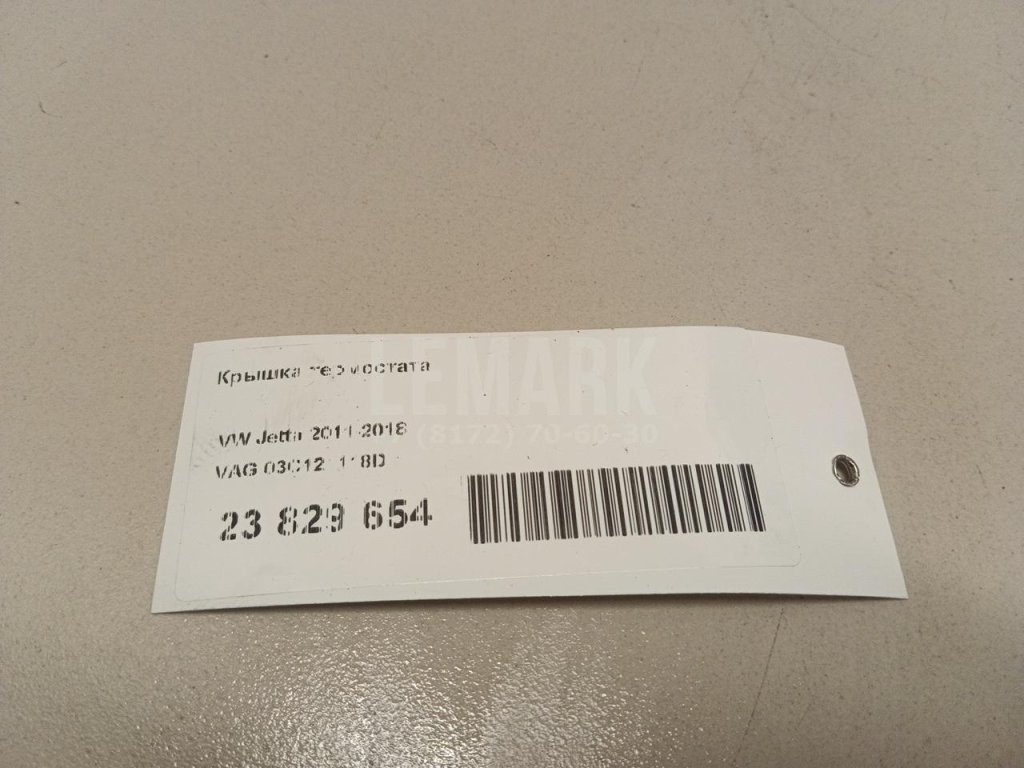 Крышка термостата
LEMARK
(8172) 70-60-30
VW Jetta 2011-2018
VAG
23 829 654